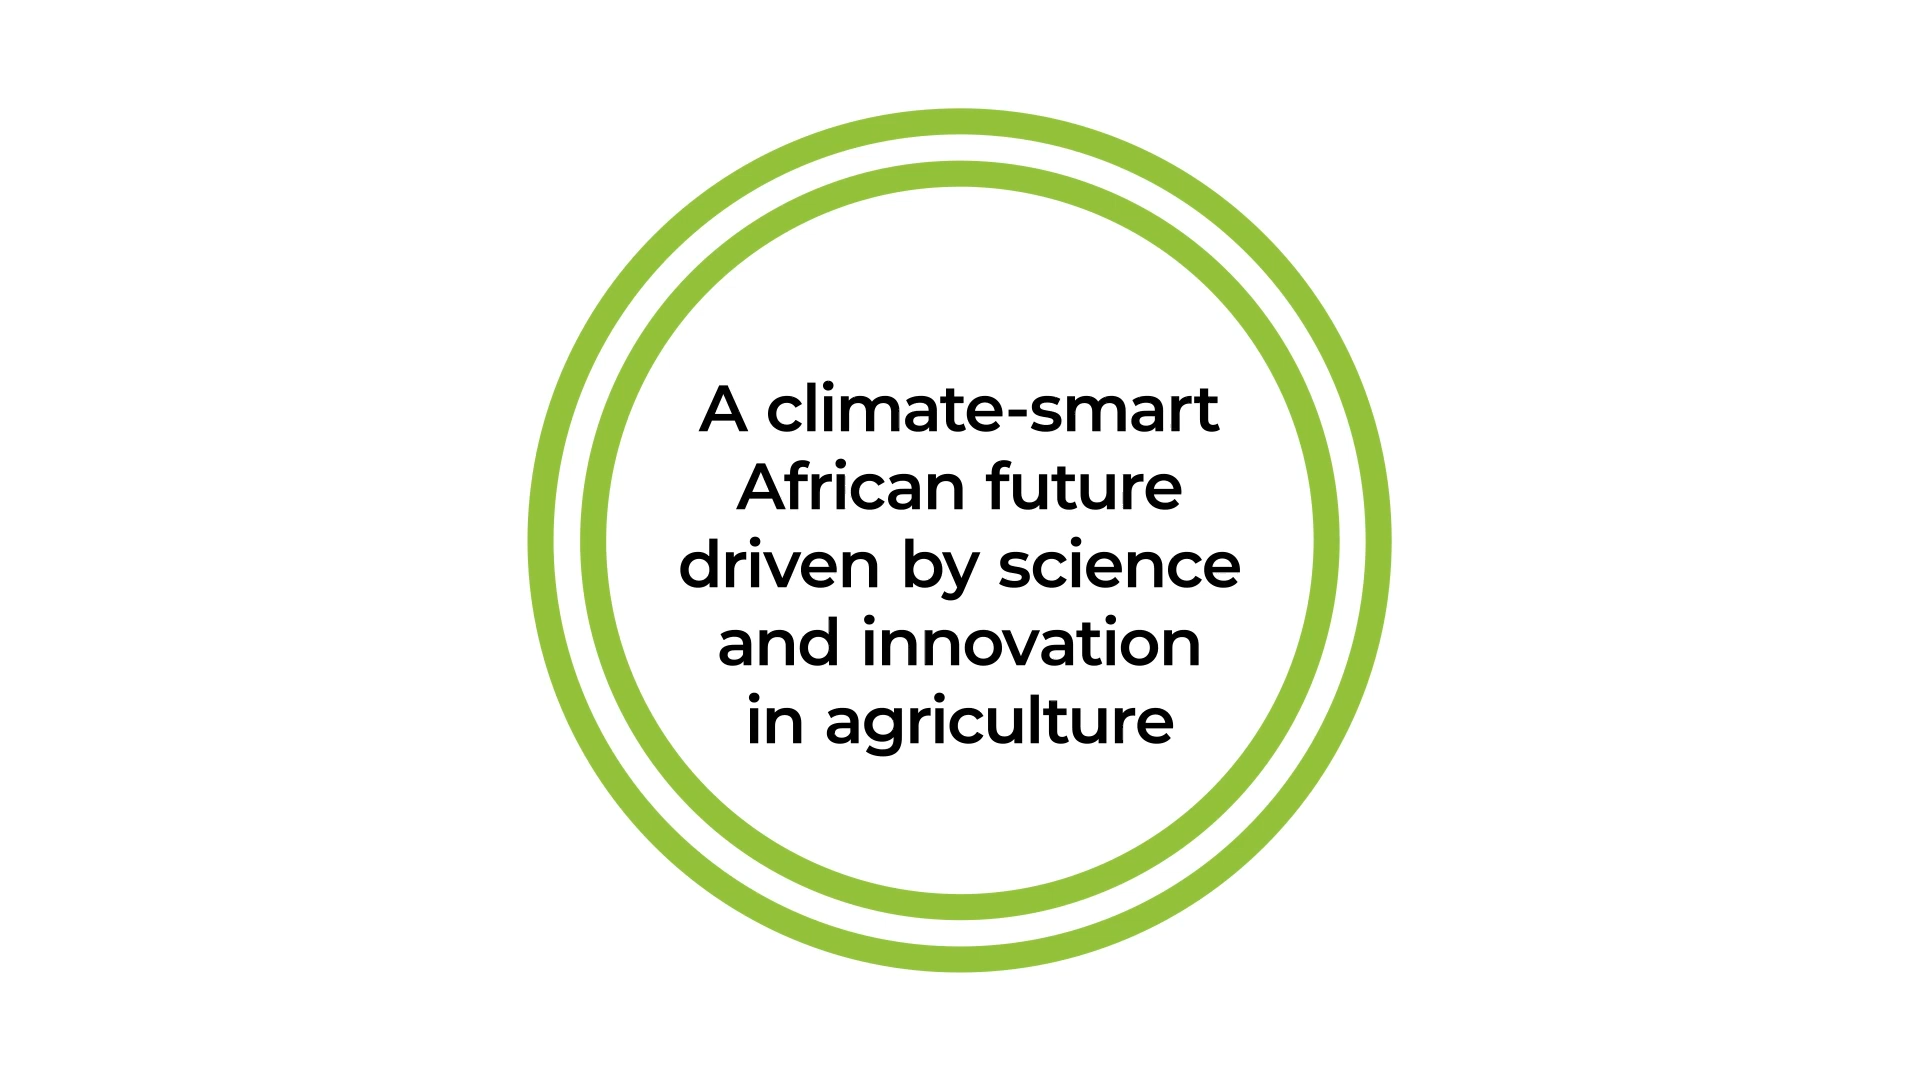 A climate-smart
African future
driven by science
and innovation
in agriculture